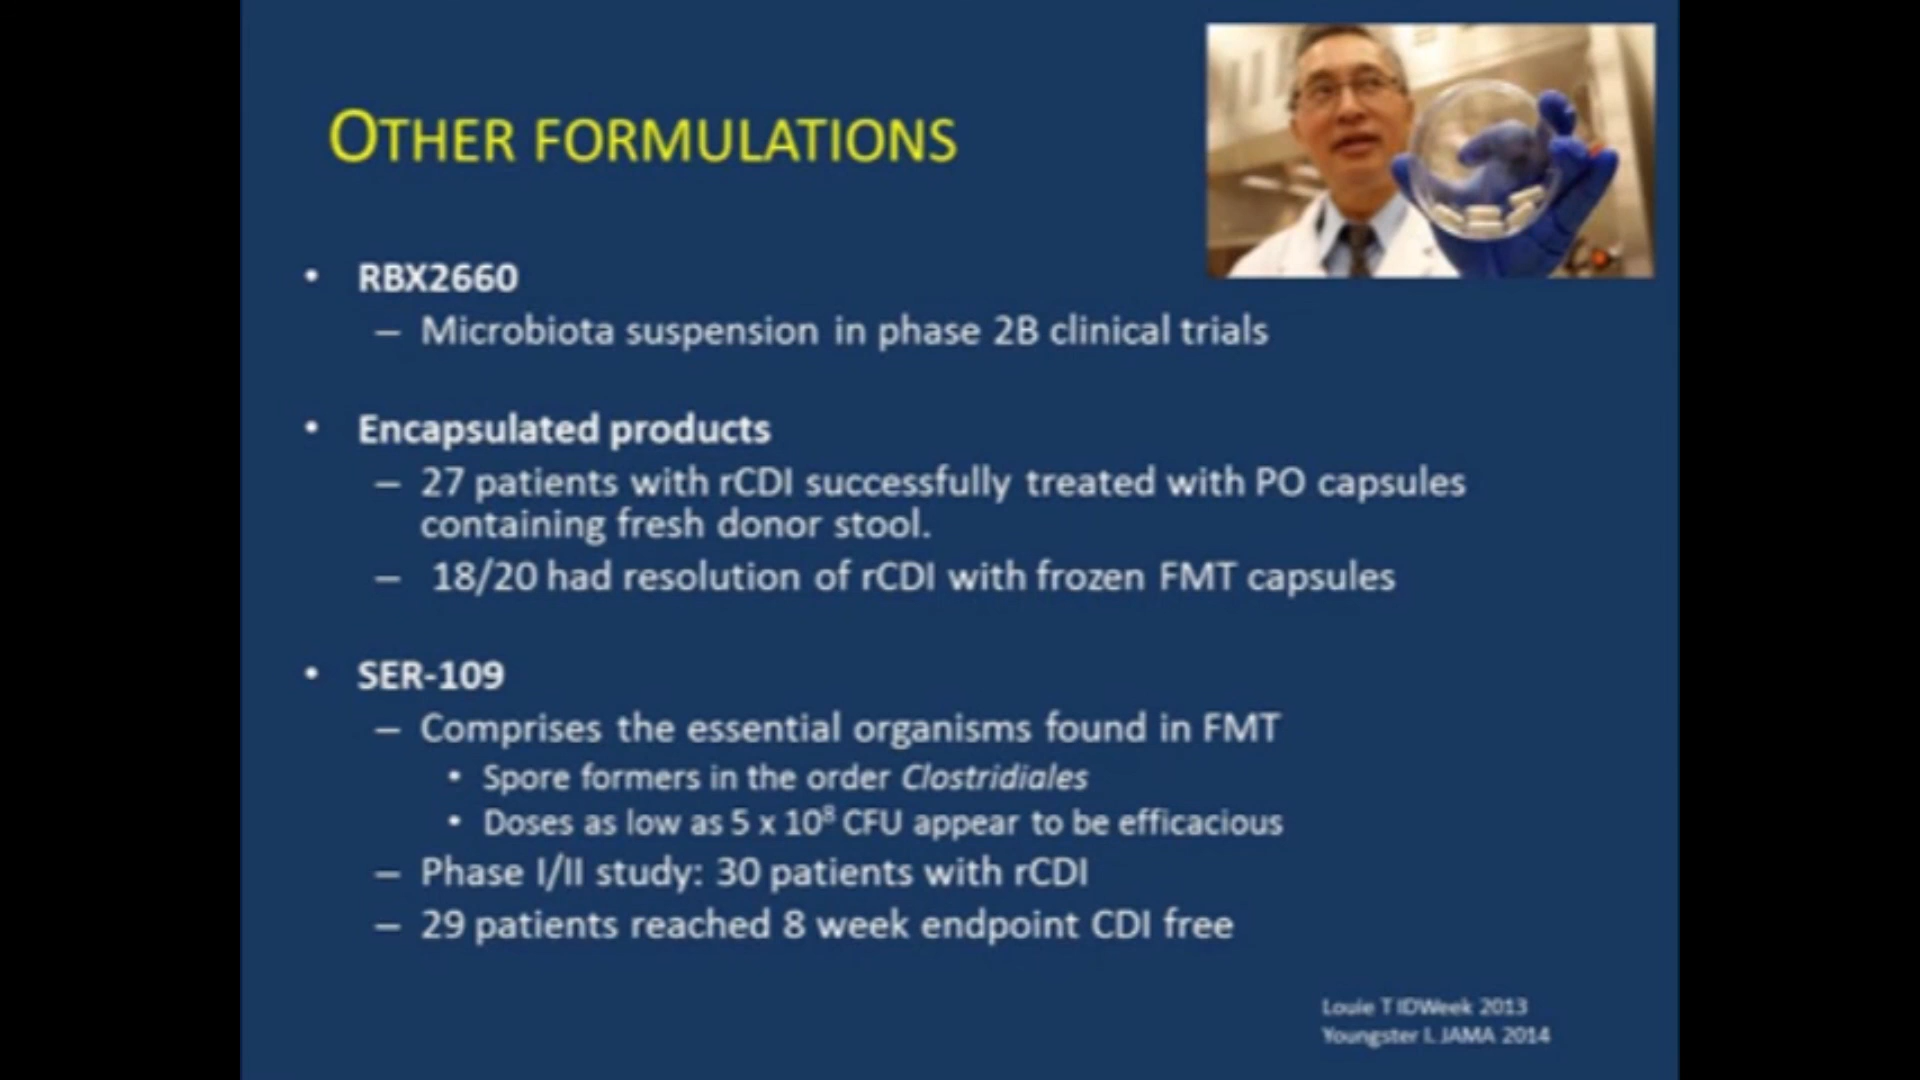 OTHER FORMULATIONS
• RBX2660
– Microbiota suspension in phase 2B clinical trials
• Encapsulated products
– 27 patients with rCDI successfully treated with PO capsules
containing fresh donor stool.
– 18/20 had resolution of rCDI with frozen FMT capsules
• SER-109
– Comprises the essential organisms found in FMT
• Spore formers in the order Clostridiales
• Doses as low as 5 x 10⁸ CFU appear to be efficacious
– Phase I/II study: 30 patients with rCDI
– 29 patients reached 8 week endpoint CDI free
Louie T IDWeek 2013
Youngster I. JAMA 2014